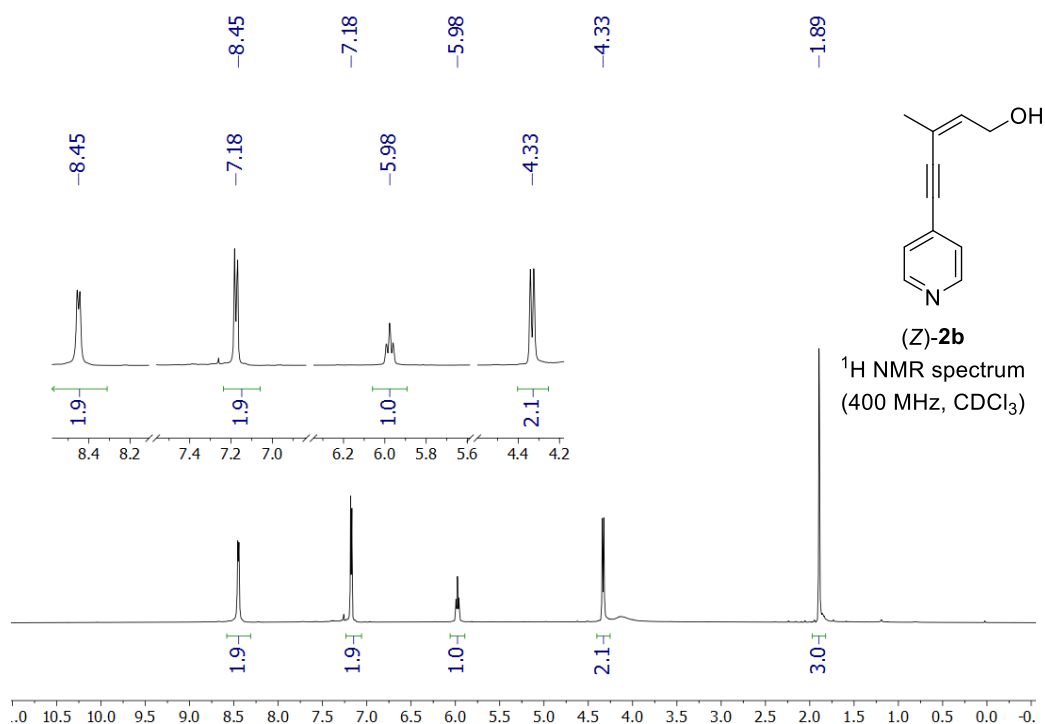 8.45 7.18 5.98 4.33 1.89
8.45 7.18 5.98 4.33
OH
N
(Z)-2b
1H NMR spectrum
(400 MHz, CDCl3)
1.9 1.9 1.0 2.1
8.4 8.2 7.4 7.2 7.0 6.2 6.0 5.8 5.6 4.4 4.2
1.9 1.9 1.0 2.1 3.0
.0 10.5 10.0 9.5 9.0 8.5 8.0 7.5 7.0 6.5 6.0 5.5 5.0 4.5 4.0 3.5 3.0 2.5 2.0 1.5 1.0 0.5 0.0 -0.